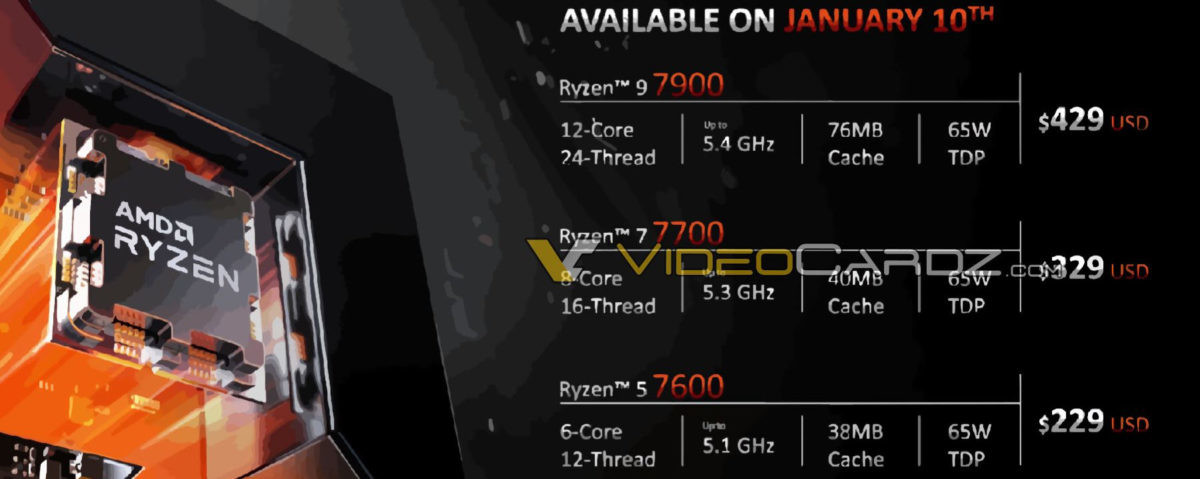 AVAILABLE ON JANUARY 10TH
Ryzen™ 9 7900
12-Core
24-Thread
Up to
5.4 GHz
76MB
Cache
65W
TDP
$429 USD
Ryzen™ 7 7700
8-Core
16-Thread
Up to
5.3 GHz
40MB
Cache
65W
TDP
$329 USD
VIDEOCARDZ.COM
Ryzen™ 5 7600
6-Core
12-Thread
Up to
5.1 GHz
38MB
Cache
65W
TDP
$229 USD
AMD
RYZEN